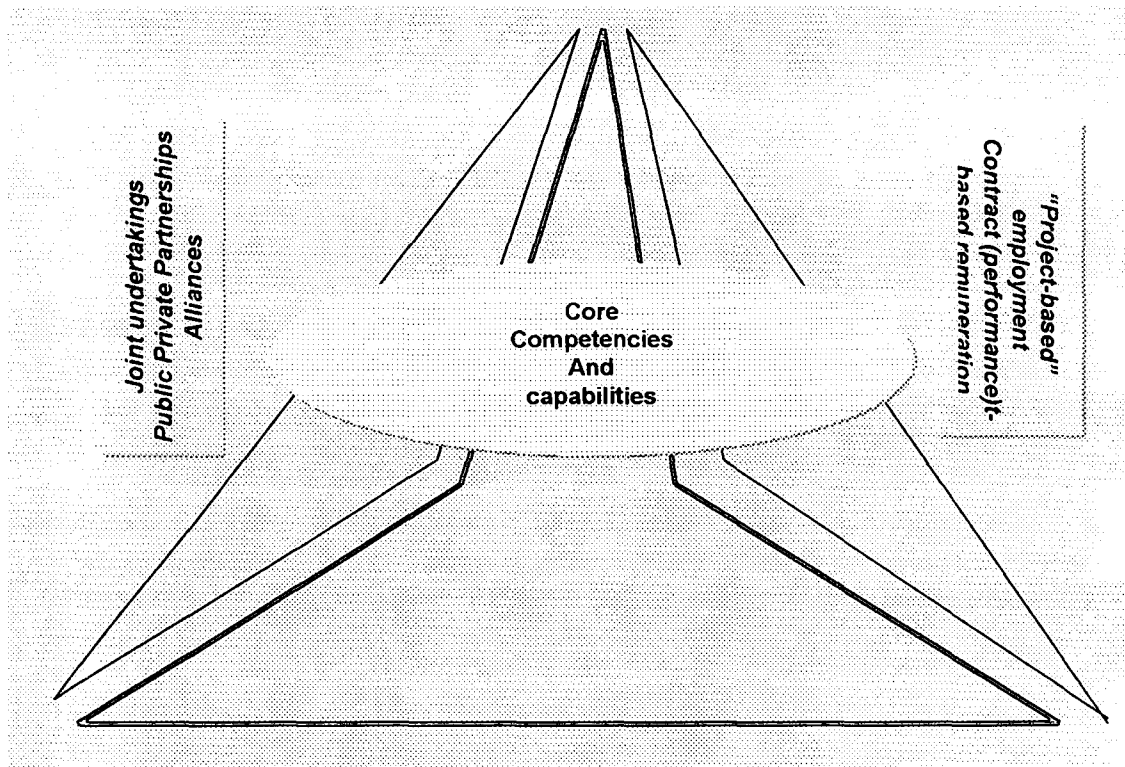 Joint undertakings
Public Private Partnerships
Alliances
Core
Competencies
And
capabilities
"Project-based"
employment
Contract (performance)t-
based remuneration